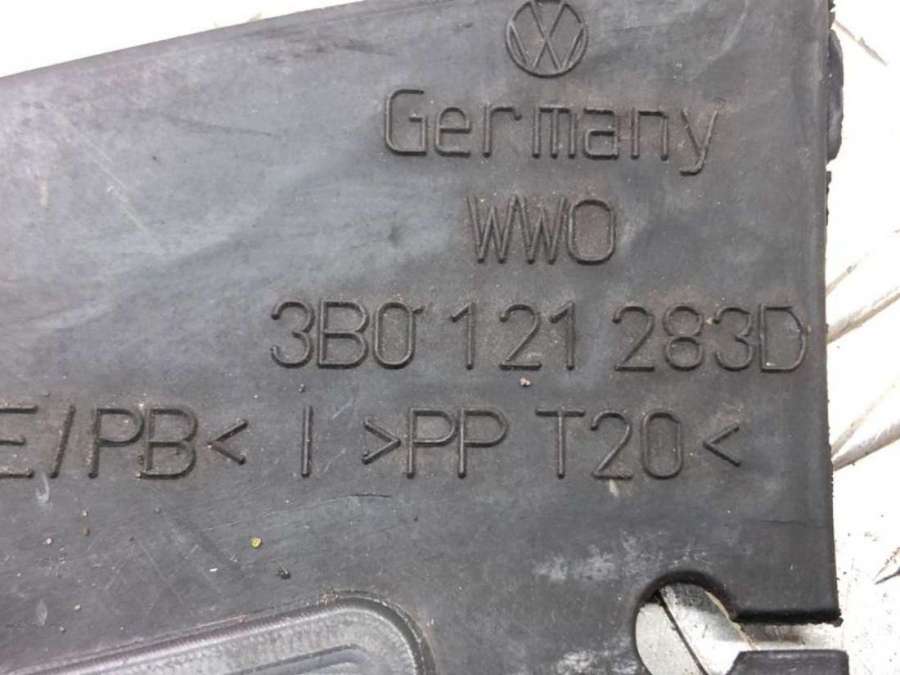 Germany
WWO
3B0 121 283D
E/PB< | >PP T20<